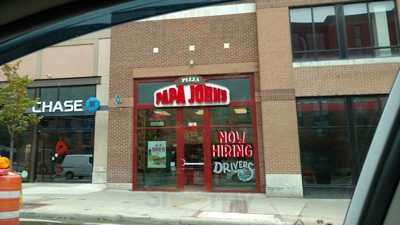 PIZZA
PAPA JOHNS
CHASE
NOW
HIRING
DRIVERS